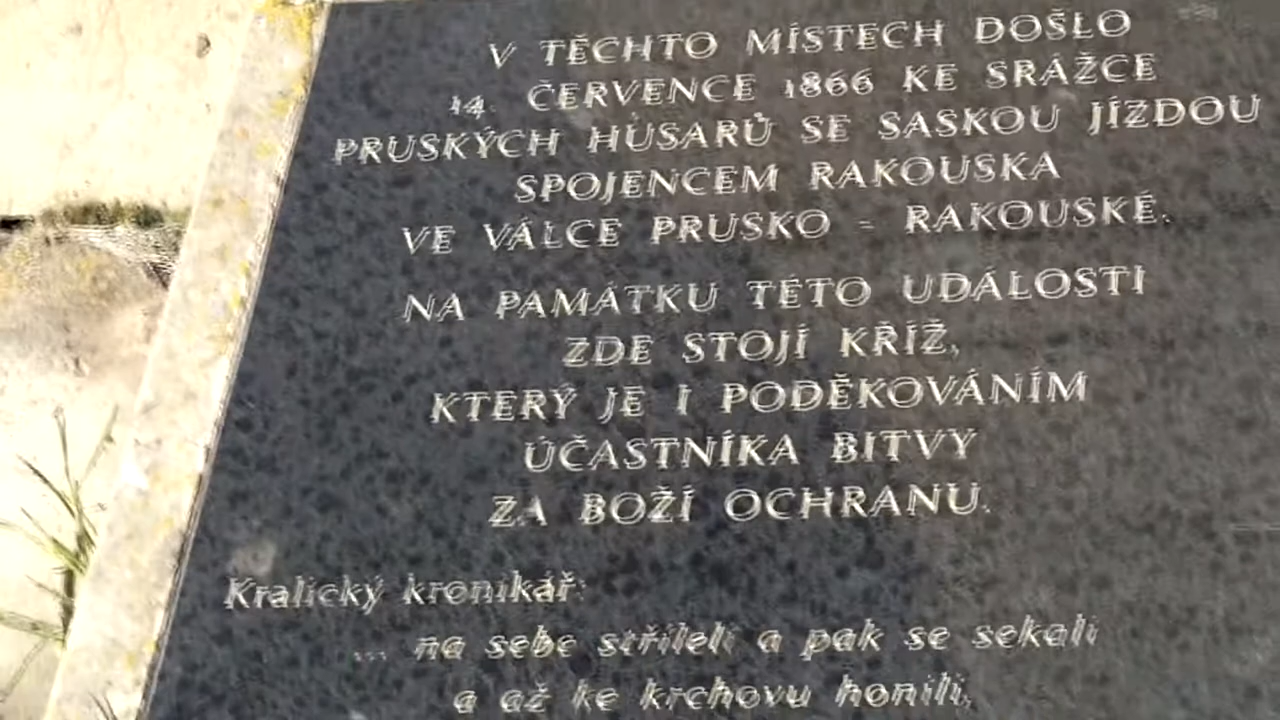 V TĚCHTO MÍSTECH DOŠLO
14. ČERVENCE 1866 KE SRÁŽCE
PRUSKÝCH HUSARŮ SE SASKOU JÍZDOU
SPOJENCEM RAKOUSKA
VE VÁLCE PRUSKO - RAKOUSKÉ.
NA PAMÁTKU TÉTO UDÁLOSTI
ZDE STOJÍ KŘÍŽ,
KTERÝ JE I PODĚKOVÁNÍM
ÚČASTNÍKA BITVY
ZA BOŽÍ OCHRANU.
Kralický kronikář:
... na sebe stříleli a pak se sekali
a až ke krchovu honili,